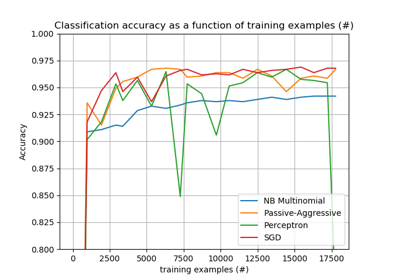 Classification accuracy as a function of training examples (#)
1.000
0.975
0.950
0.925
0.900
0.875
0.850
0.825
0.800
Accuracy
NB Multinomial
Passive-Aggressive
Perceptron
SGD
0 2500 5000 7500 10000 12500 15000 17500
training examples (#)